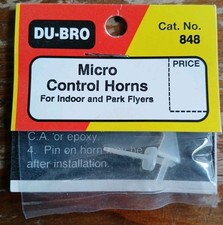 DU-BRO
Cat. No.
848
Micro
Control Horns
For Indoor and Park Flyers
PRICE
C.A. or epoxy.
4. Pin on horn
after installation.